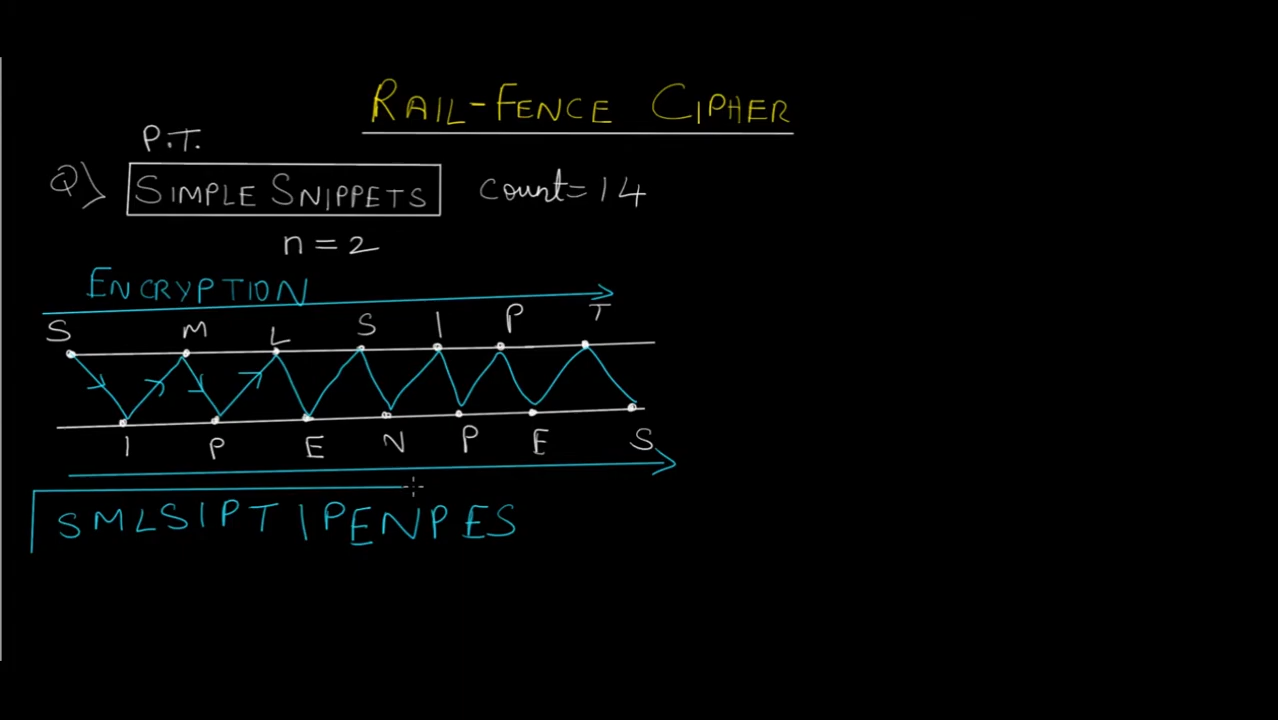 RAIL-FENCE CIPHER
P.T.
Q) SIMPLE SNIPPETS count=14
n=2
ENCRYPTION
S M L S I P T
I P E N P E S
SMLSIPTIPENPES